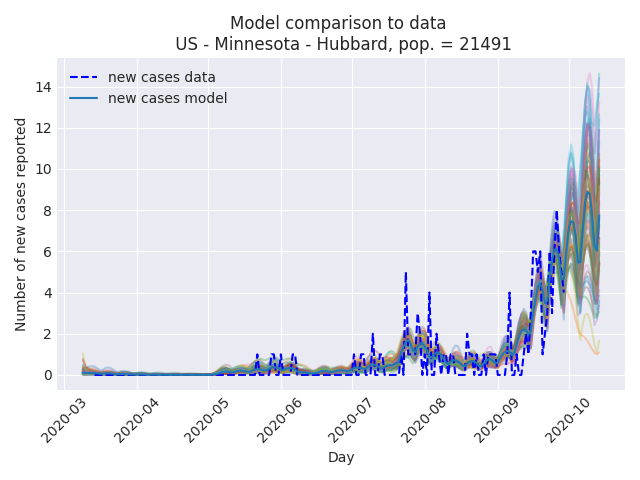 Model comparison to data
US - Minnesota - Hubbard, pop. = 21491
Number of new cases reported
14
12
10
8
6
4
2
0
new cases data
new cases model
2020-03
2020-04
2020-05
2020-06
2020-07
2020-08
2020-09
2020-10
Day